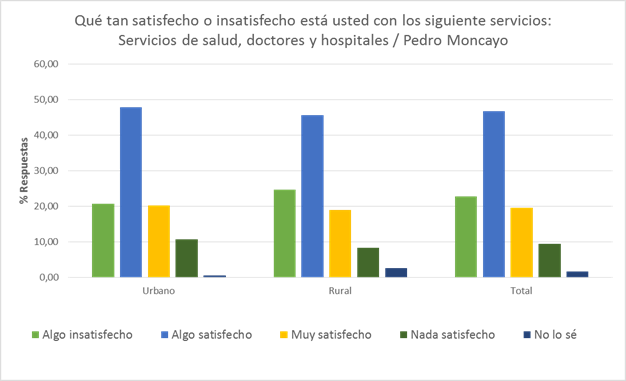 Qué tan satisfecho o insatisfecho está usted con los siguiente servicios:
Servicios de salud, doctores y hospitales / Pedro Moncayo
60,00
50,00
40,00
30,00
20,00
10,00
0,00
% Respuestas
Urbano Rural Total
Algo insatisfecho Algo satisfecho Muy satisfecho Nada satisfecho No lo sé